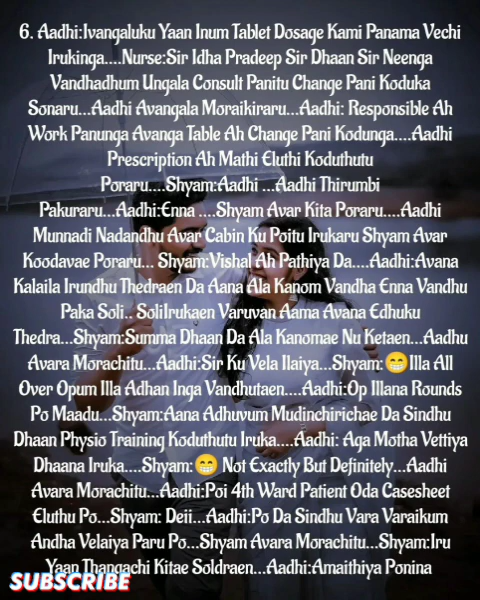 6. Aadhi:Ivangaluku Yaan Inum Tablet Dosage Kami Panama Vechi
Irukinga....Nurse:Sir Idha Pradeep Sir Dhaan Sir Neenga
Vandhadhum Ungala Consult Panitu Change Pani Koduka
Sonaru...Aadhi Avangala Moraikiraru...Aadhi: Responsible Ah
Work Panunga Avanga Table Ah Change Pani Kodunga....Aadhi
Prescription Ah Mathi Eluthi Koduthutu
Poraru....Shyam:Aadhi ...Aadhi Thirumbi
Pakuraru...Aadhi:Enna ....Shyam Avar Kita Poraru....Aadhi
Munnadi Nadandhu Avar Cabin Ku Poitu Irukaru Shyam Avar
Koodavae Poraru... Shyam:Vishal Ah Pathiya Da....Aadhi:Avana
Kalaila Irundhu Thedraen Da Aana Ala Kanom Vandha Enna Vandhu
Paka Soli.. SoliIrukaen Varuvan Aama Avana Edhuku
Thedra...Shyam:Summa Dhaan Da Ala Kanomae Nu Ketaen...Aadhu
Avara Morachitu...Aadhi:Sir Ku Vela Ilaiya...Shyam:😁Illa All
Over Opum Illa Adhan Inga Vandhutaen....Aadhi:Op Illana Rounds
Po Maadu...Shyam:Aana Adhuvum Mudinchirichae Da Sindhu
Dhaan Physio Training Koduthutu Iruka....Aadhi: Aga Motha Vettiya
Dhaana Iruka....Shyam:😁 Not Exactly But Definitely...Aadhi
Avara Morachitu...Aadhi:Poi 4th Ward Patient Oda Casesheet
Eluthu Po...Shyam: Deii...Aadhi:Po Da Sindhu Vara Varaikum
Andha Velaiya Paru Po...Shyam Avara Morachitu...Shyam:Iru
Yaan Thangachi Kitae Soldraen...Aadhi:Amaithiya Ponina
SUBSCRIBE